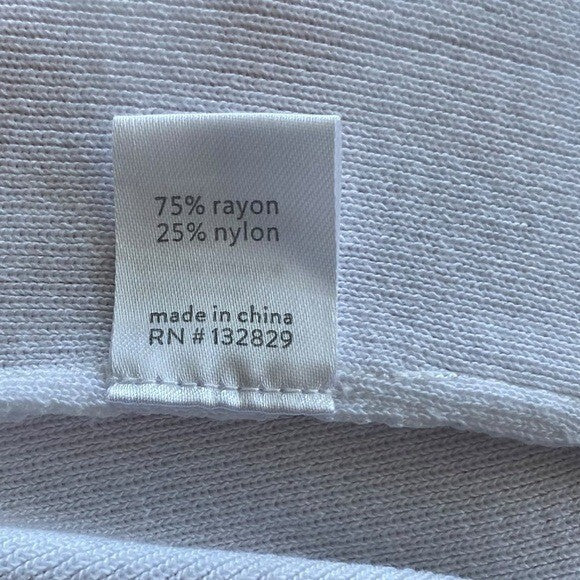 75% rayon
25% nylon
made in china
RN # 132829